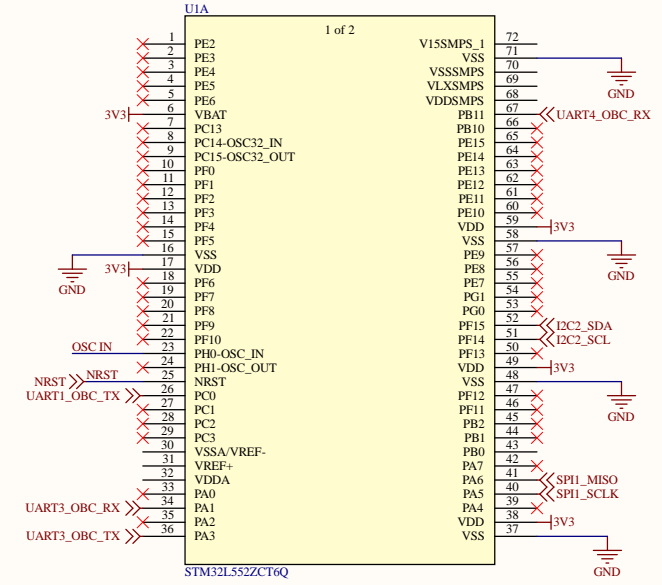 U1A
1 of 2
1 PE2
2 PE3
3 PE4
4 PE5
5 PE6
3V3 6 VBAT
7 PC13
8 PC14-OSC32_IN
9 PC15-OSC32_OUT
10 PF0
11 PF1
12 PF2
13 PF3
14 PF4
15 PF5
GND 16 VSS
3V3 17 VDD
18 PF6
19 PF7
20 PF8
21 PF9
22 PF10
OSC IN 23 PH0-OSC_IN
24 PH1-OSC_OUT
NRST NRST 25 NRST
UART1_OBC_TX 26 PC0
27 PC1
28 PC2
29 PC3
30 VSSA/VREF-
31 VREF+
32 VDDA
33 PA0
UART3_OBC_RX 34 PA1
35 PA2
UART3_OBC_TX 36 PA3
V15SMPS_1 72
VSS 71 GND
VSSSMPS 70
VLXSMPS 69
VDDSMPS 68
PB11 67 UART4_OBC_RX
PB10 66
PE15 65
PE14 64
PE13 63
PE12 62
PE11 61
PE10 60
VDD 59 3V3
VSS 58 GND
PE9 57
PE8 56
PE7 55
PG1 54
PG0 53
PF15 52 I2C2_SDA
PF14 51 I2C2_SCL
PF13 50
VDD 49 3V3
VSS 48 GND
PF12 47
PF11 46
PB2 45
PB1 44
PB0 43
PA7 42
PA6 41 SPI1_MISO
PA5 40 SPI1_SCLK
PA4 39
VDD 38 3V3
VSS 37 GND
STM32L552ZCT6Q